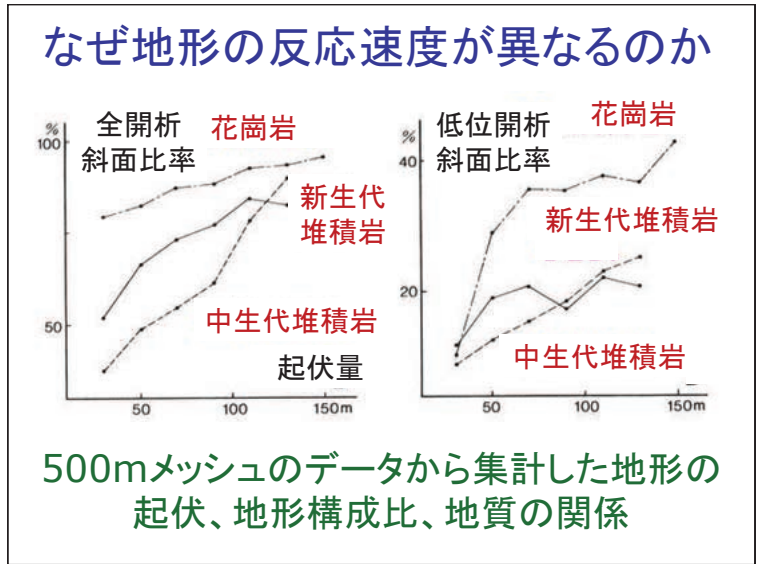 なぜ地形の反応速度が異なるのか
%
全開析
斜面比率
花崗岩
100
新生代
堆積岩
50
中生代堆積岩
起伏量
50
100
150m
%
低位開析
斜面比率
花崗岩
40
新生代堆積岩
20
中生代堆積岩
50
100
150m
500mメッシュのデータから集計した地形の
起伏、地形構成比、地質の関係